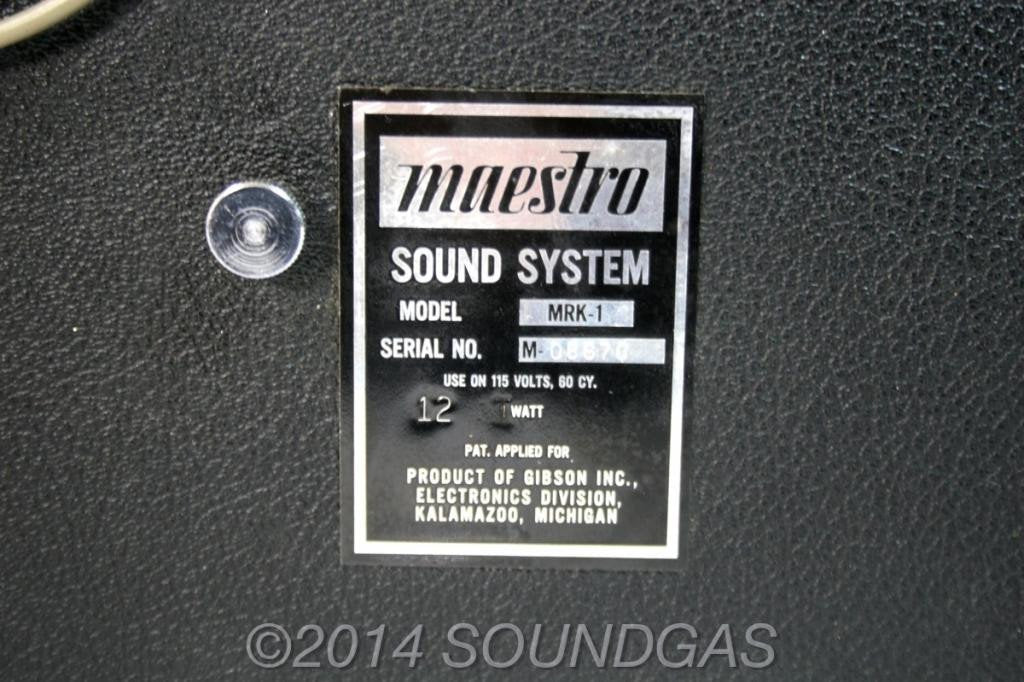 maestro
SOUND SYSTEM
MODEL MRK-1
SERIAL NO. M-
USE ON 115 VOLTS, 60 CY.
12 WATT
PAT. APPLIED FOR
PRODUCT OF GIBSON INC.,
ELECTRONICS DIVISION,
KALAMAZOO, MICHIGAN
©2014 SOUNDGAS